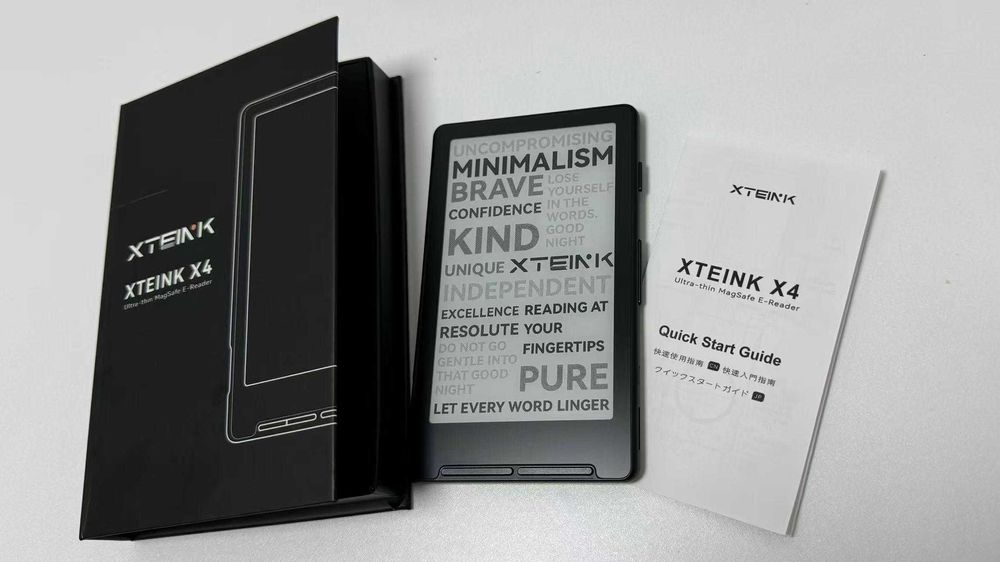 XTEINK
XTEINK X4
Ultra-thin MagSafe E-Reader
UNCOMPROMISING
MINIMALISM
BRAVE
LOSE
YOURSELF
IN THE
WORDS.
GOOD
NIGHT
CONFIDENCE
KIND
UNIQUE XTEINK
INDEPENDENT
EXCELLENCE READING AT
RESOLUTE YOUR
FINGERTIPS
DO NOT GO
GENTLE INTO
THAT GOOD
NIGHT
PURE
LET EVERY WORD LINGER
XTEINK
XTEINK X4
Ultra-thin MagSafe E-Reader
Quick Start Guide
快速使用指南 CN 快速入門指南
クイックスタートガイド JP